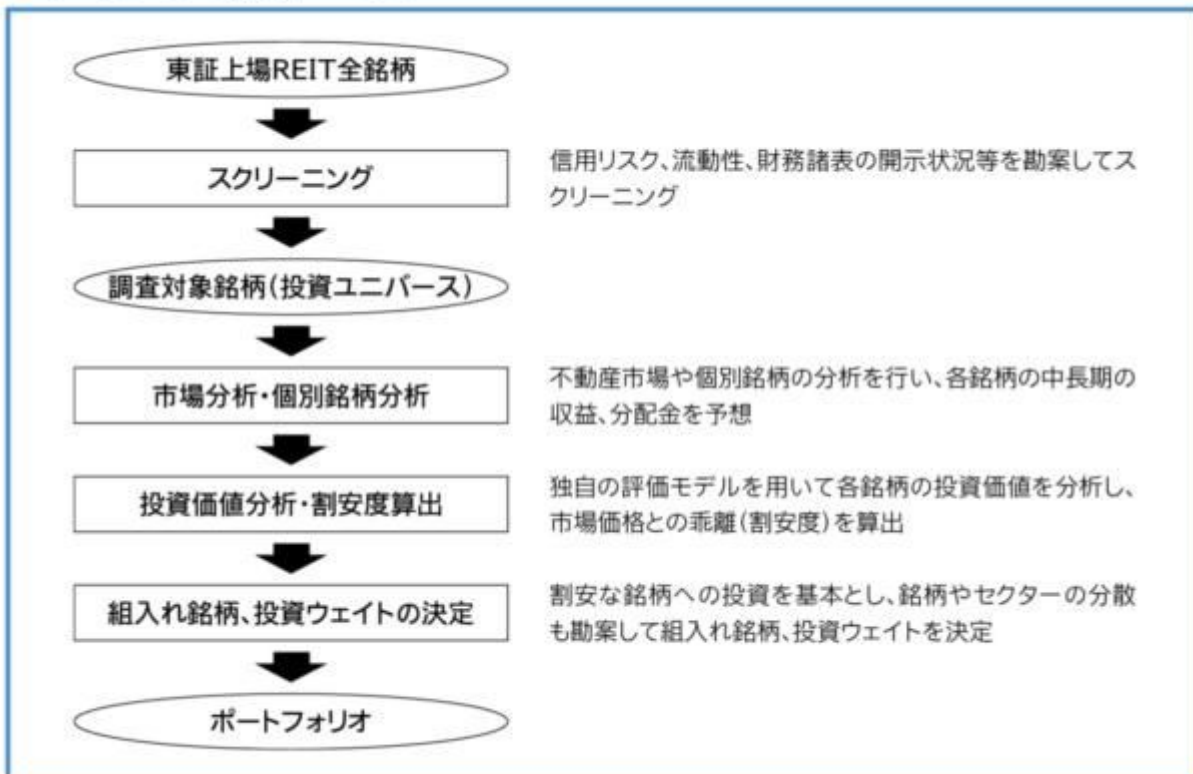 東証上場REIT全銘柄
スクリーニング
信用リスク、流動性、財務諸表の開示状況等を勘案してス
クリーニング
調査対象銘柄(投資ユニバース)
市場分析・個別銘柄分析
不動産市場や個別銘柄の分析を行い、各銘柄の中長期の
収益、分配金を予想
投資価値分析・割安度算出
独自の評価モデルを用いて各銘柄の投資価値を分析し、
市場価格との乖離(割安度)を算出
組入れ銘柄、投資ウェイトの決定
割安な銘柄への投資を基本とし、銘柄やセクターの分散
も勘案して組入れ銘柄、投資ウェイトを決定
ポートフォリオ